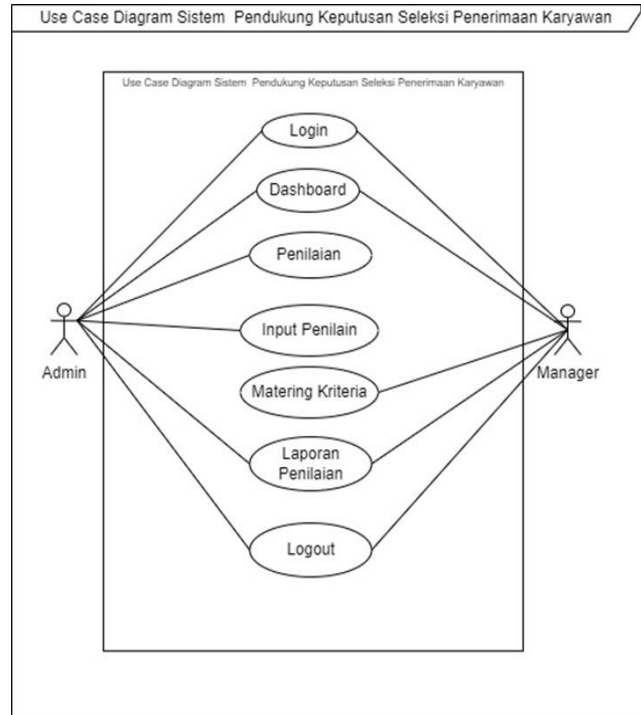 Use Case Diagram Sistem Pendukung Keputusan Seleksi Penerimaan Karyawan
Use Case Diagram Sistem Pendukung Keputusan Seleksi Penerimaan Karyawan
Login
Dashboard
Penilaian
Input Penilain
Admin
Manager
Matering Kriteria
Laporan
Penilaian
Logout